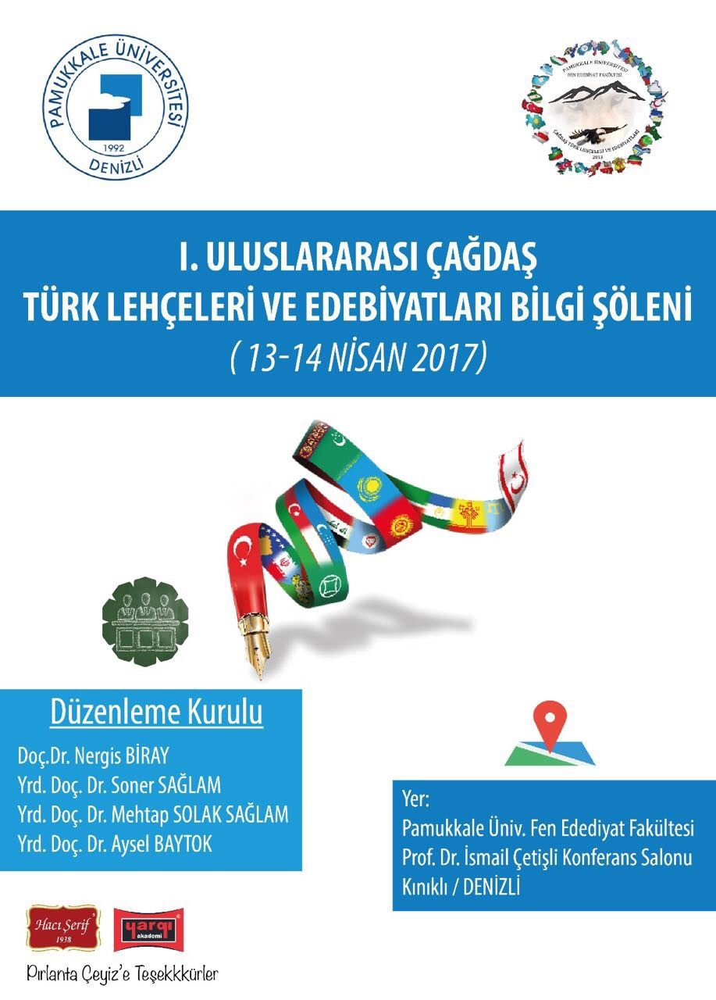 PAMUKKALE ÜNİVERSİTESİ
1992
DENİZLİ
PAMUKKALE ÜNİVERSİTESİ
FEN EDEBİYAT FAKÜLTESİ
ÇAĞDAŞ TÜRK LEHÇELERİ VE EDEBİYATLARI
I. ULUSLARARASI ÇAĞDAŞ
TÜRK LEHÇELERİ VE EDEBİYATLARI BİLGİ ŞÖLENİ
( 13-14 NİSAN 2017)
Düzenleme Kurulu
Doç.Dr. Nergis BİRAY
Yrd. Doç. Dr. Soner SAĞLAM
Yrd. Doç. Dr. Mehtap SOLAK SAĞLAM
Yrd. Doç. Dr. Aysel BAYTOK
Yer:
Pamukkale Üniv. Fen Edediyat Fakültesi
Prof. Dr. İsmail Çetişli Konferans Salonu
Kınıklı / DENİZLİ
Hacı Şerif
1938
yargı
akademi
Pırlanta Çeyiz'e Teşekkkürler